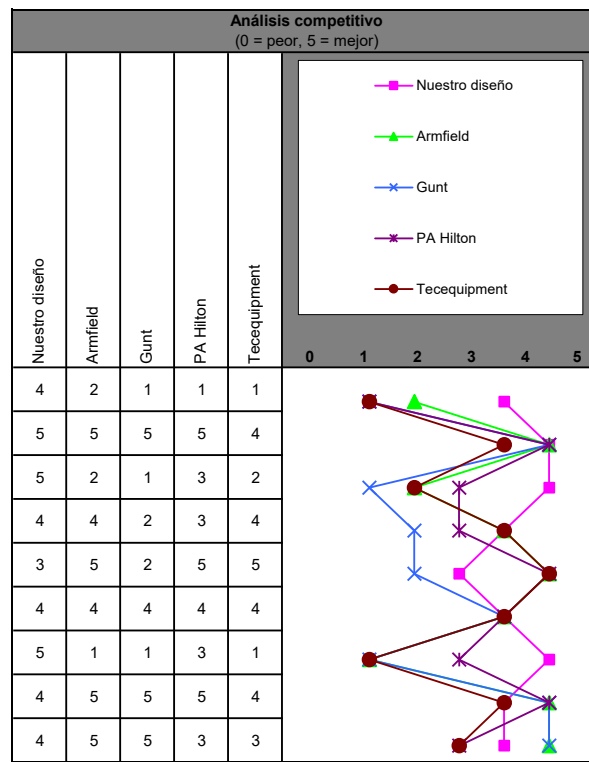 Análisis competitivo
(0 = peor, 5 = mejor)
Nuestro diseño
Armfield
Gunt
PA Hilton
Tecequipment
Nuestro diseño
Armfield
Gunt
PA Hilton
Tecequipment
0 1 2 3 4 5
4 2 1 1 1
5 5 5 5 4
5 2 1 3 2
4 4 2 3 4
3 5 2 5 5
4 4 4 4 4
5 1 1 3 1
4 5 5 5 4
4 5 5 3 3